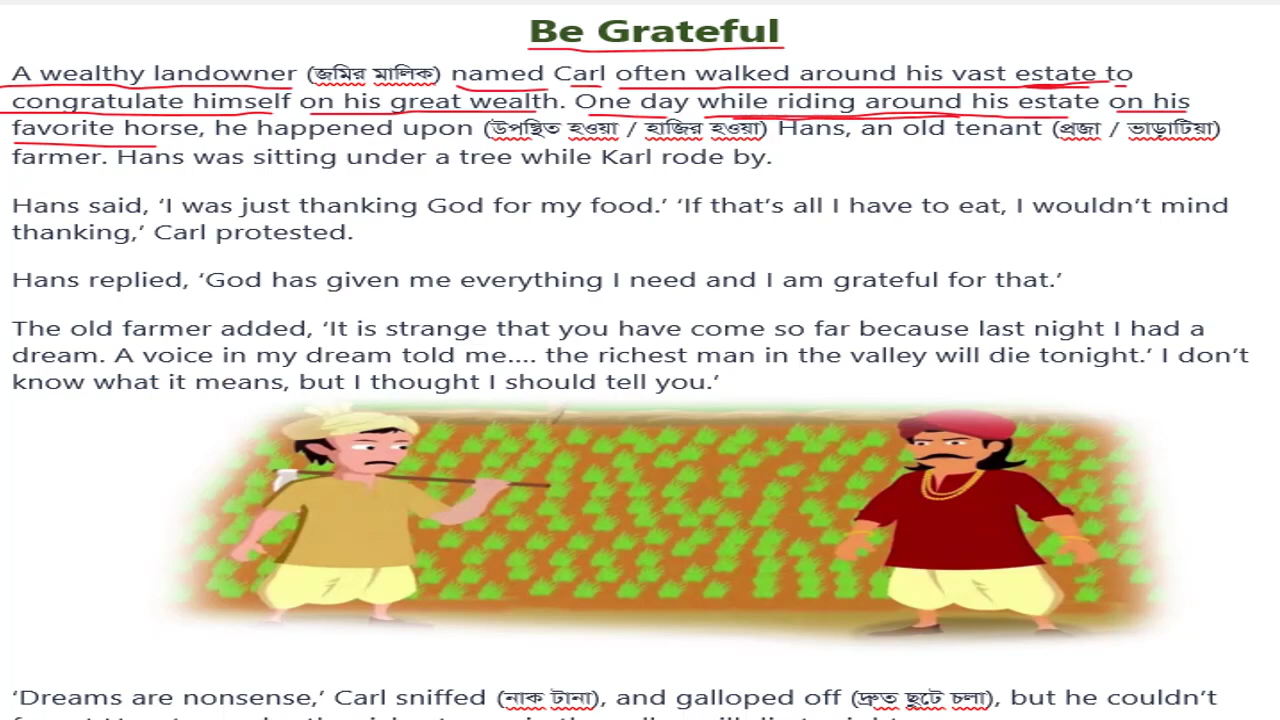 Be Grateful
A wealthy landowner (জমির মালিক) named Carl often walked around his vast estate to
congratulate himself on his great wealth. One day while riding around his estate on his
favorite horse, he happened upon (উপস্থিত হওয়া / হাজির হওয়া) Hans, an old tenant (প্রজা / ভাড়াটিয়া)
farmer. Hans was sitting under a tree while Karl rode by.
Hans said, ‘I was just thanking God for my food.’ ‘If that’s all I have to eat, I wouldn’t mind
thanking,’ Carl protested.
Hans replied, ‘God has given me everything I need and I am grateful for that.’
The old farmer added, ‘It is strange that you have come so far because last night I had a
dream. A voice in my dream told me.... the richest man in the valley will die tonight.’ I don’t
know what it means, but I thought I should tell you.’
‘Dreams are nonsense,’ Carl sniffed (নাক টানা), and galloped off (দ্রুত ছুটে চলা), but he couldn’t